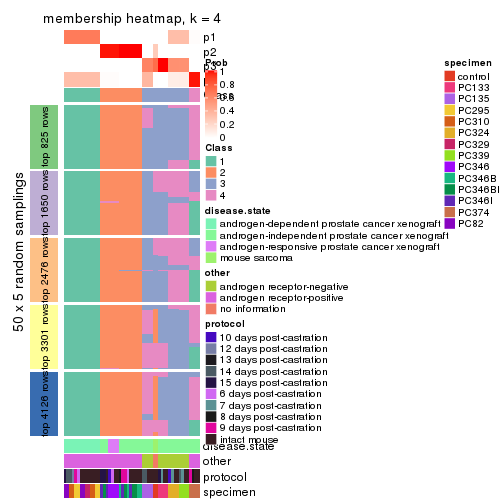 membership heatmap, k = 4
p1
p2
p3
Prob
1
0.8
0.6
0.4
0.2
0
Class
1
2
3
4
disease.state
androgen-dependent prostate cancer xenograft
androgen-independent prostate cancer xenograft
androgen-responsive prostate cancer xenograft
mouse sarcoma
other
androgen receptor-negative
androgen receptor-positive
no information
protocol
10 days post-castration
12 days post-castration
13 days post-castration
14 days post-castration
15 days post-castration
6 days post-castration
7 days post-castration
8 days post-castration
9 days post-castration
intact mouse
specimen
control
PC133
PC135
PC295
PC310
PC324
PC329
PC339
PC346
PC346B
PC346BI
PC346I
PC374
PC82
50 x 5 random samplings
top 825 rows
top 1650 rows
top 2476 rows
top 3301 rows
top 4126 rows
disease.state
other
protocol
specimen